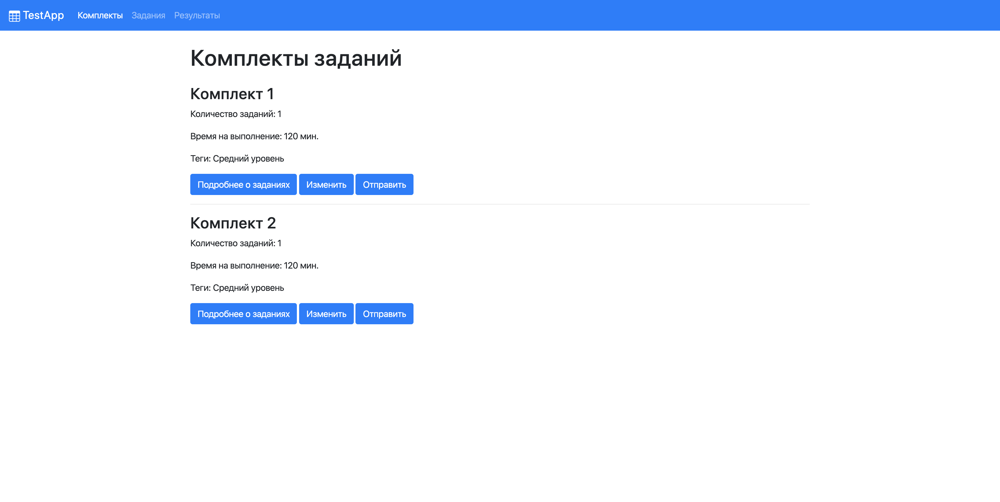 TestApp Комплекты Задания Результаты
Комплекты заданий
Комплект 1
Количество заданий: 1
Время на выполнение: 120 мин.
Теги: Средний уровень
Подробнее о заданиях Изменить Отправить
Комплект 2
Количество заданий: 1
Время на выполнение: 120 мин.
Теги: Средний уровень
Подробнее о заданиях Изменить Отправить